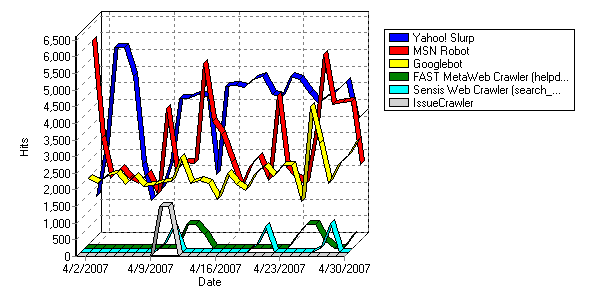 6,500
6,000
5,500
5,000
4,500
4,000
3,500
3,000
2,500
2,000
1,500
1,000
500
0
Hits
4/2/2007 4/9/2007 4/16/2007 4/23/2007 4/30/2007
Date
Yahoo! Slurp
MSN Robot
Googlebot
FAST MetaWeb Crawler (helpd...
Sensis Web Crawler (search_...
IssueCrawler